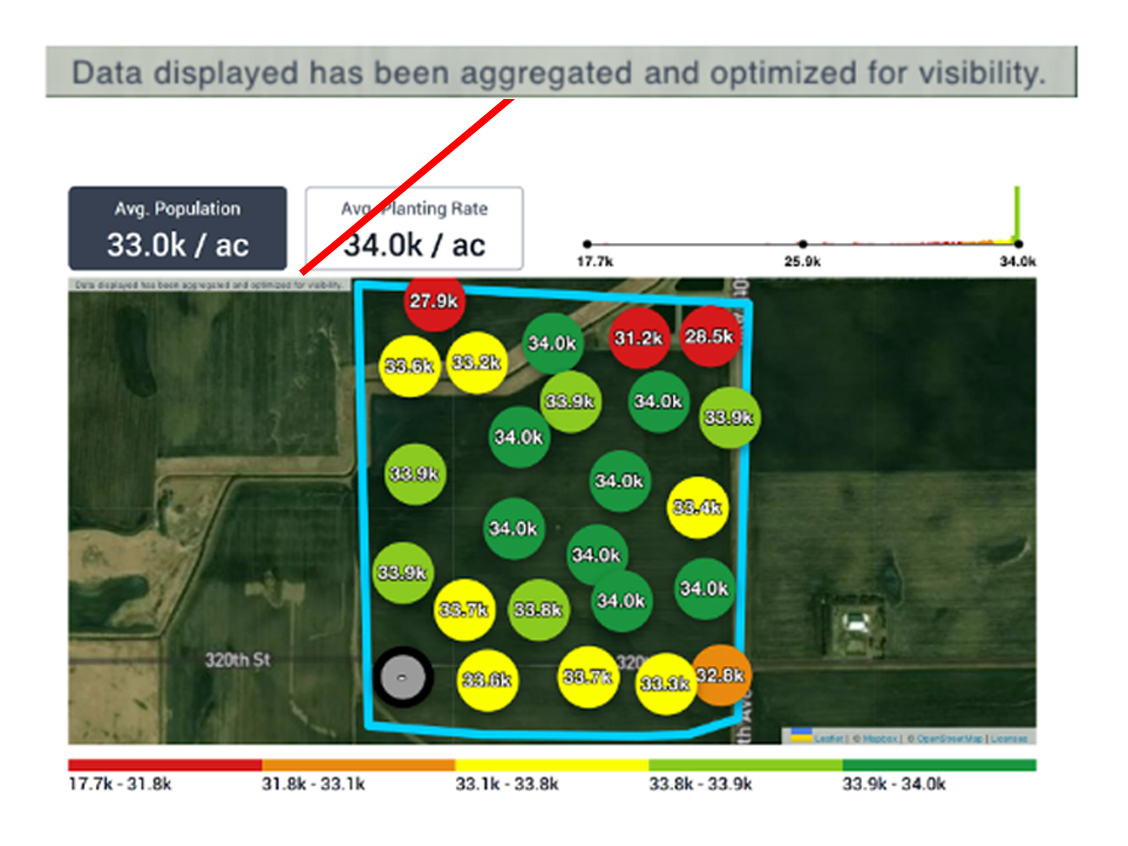 Data displayed has been aggregated and optimized for visibility.
Avg. Population
33.0k / ac
Avg. Planting Rate
34.0k / ac
17.7k 25.9k 34.0k
Data displayed has been aggregated and optimized for visibility.
27.9k
34.0k
31.2k
28.5k
33.6k
33.2k
33.9k
34.0k
33.9k
34.0k
33.9k
34.0k
33.4k
34.0k
34.0k
33.9k
34.0k
34.0k
33.7k
33.8k
320th St
33.6k
33.7k
320
33.3k
32.8k
th Ave
Leaflet | © Mapbox | © OpenStreetMap | Licenses
17.7k - 31.8k 31.8k - 33.1k 33.1k - 33.8k 33.8k - 33.9k 33.9k - 34.0k